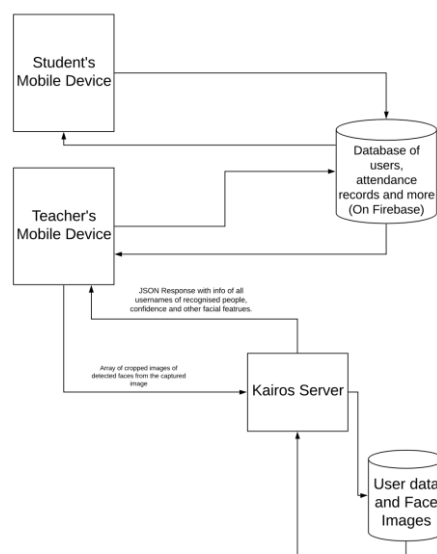 Student's
Mobile Device
Database of
users,
attendance
records and more
(On Firebase)
Teacher's
Mobile Device
JSON Response with info of all
usernames of recognised people,
confidence and other facial featrues.
Array of cropped images of
detected faces from the captured
image
Kairos Server
User data
and Face
Images